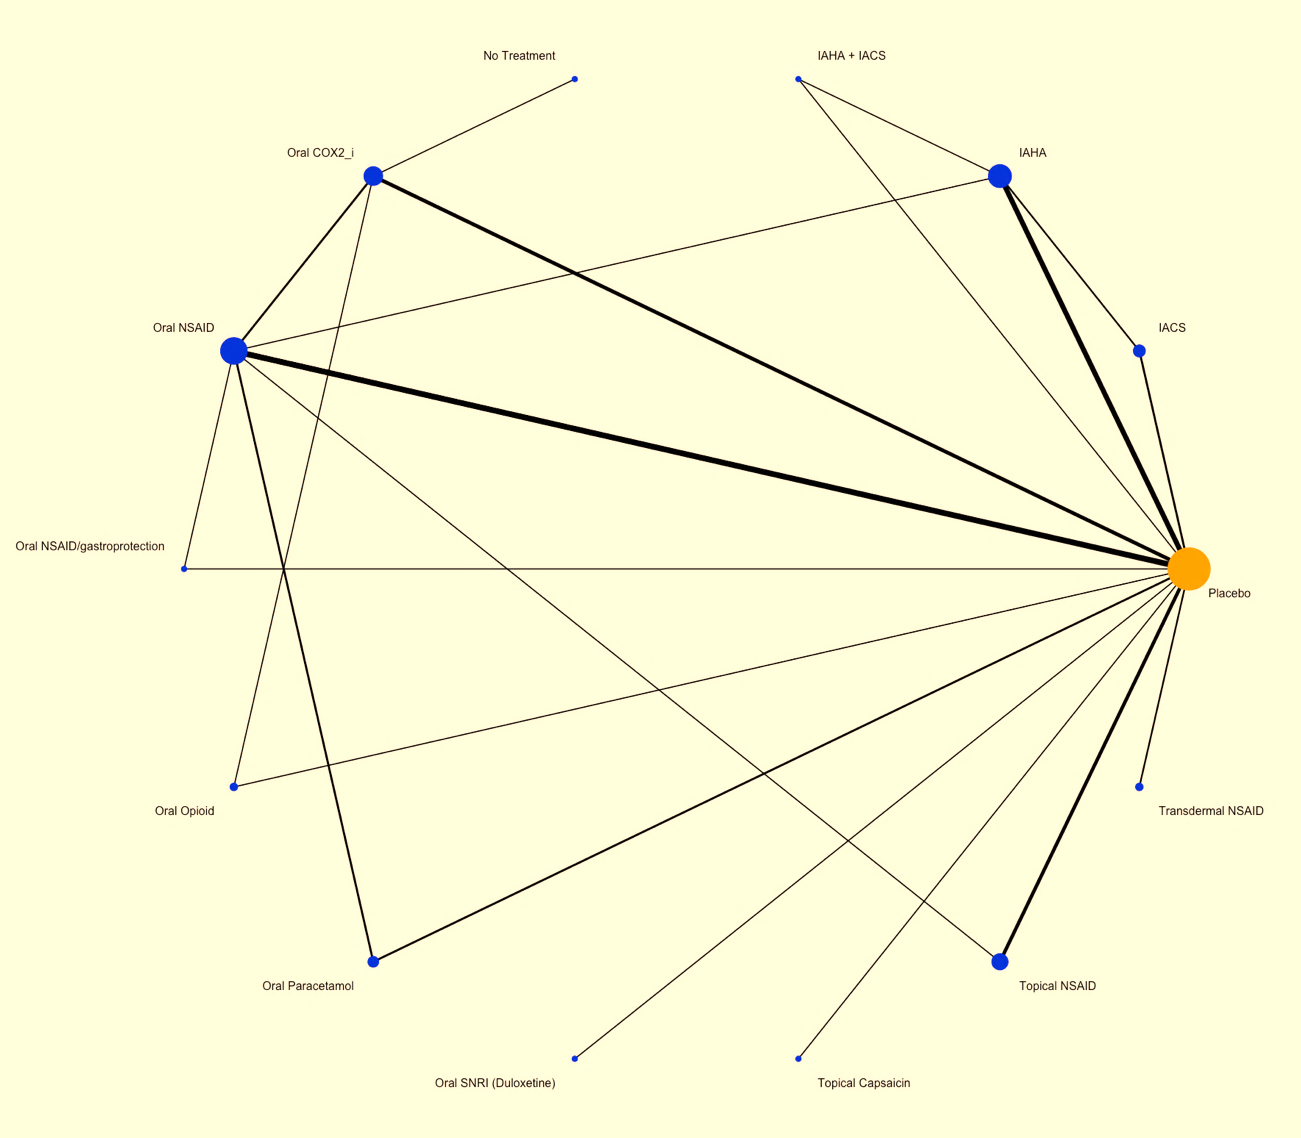 No Treatment
IAHA + IACS
Oral COX2_i
IAHA
Oral NSAID
IACS
Oral NSAID/gastroprotection
Placebo
Oral Opioid
Transdermal NSAID
Oral Paracetamol
Topical NSAID
Oral SNRI (Duloxetine)
Topical Capsaicin